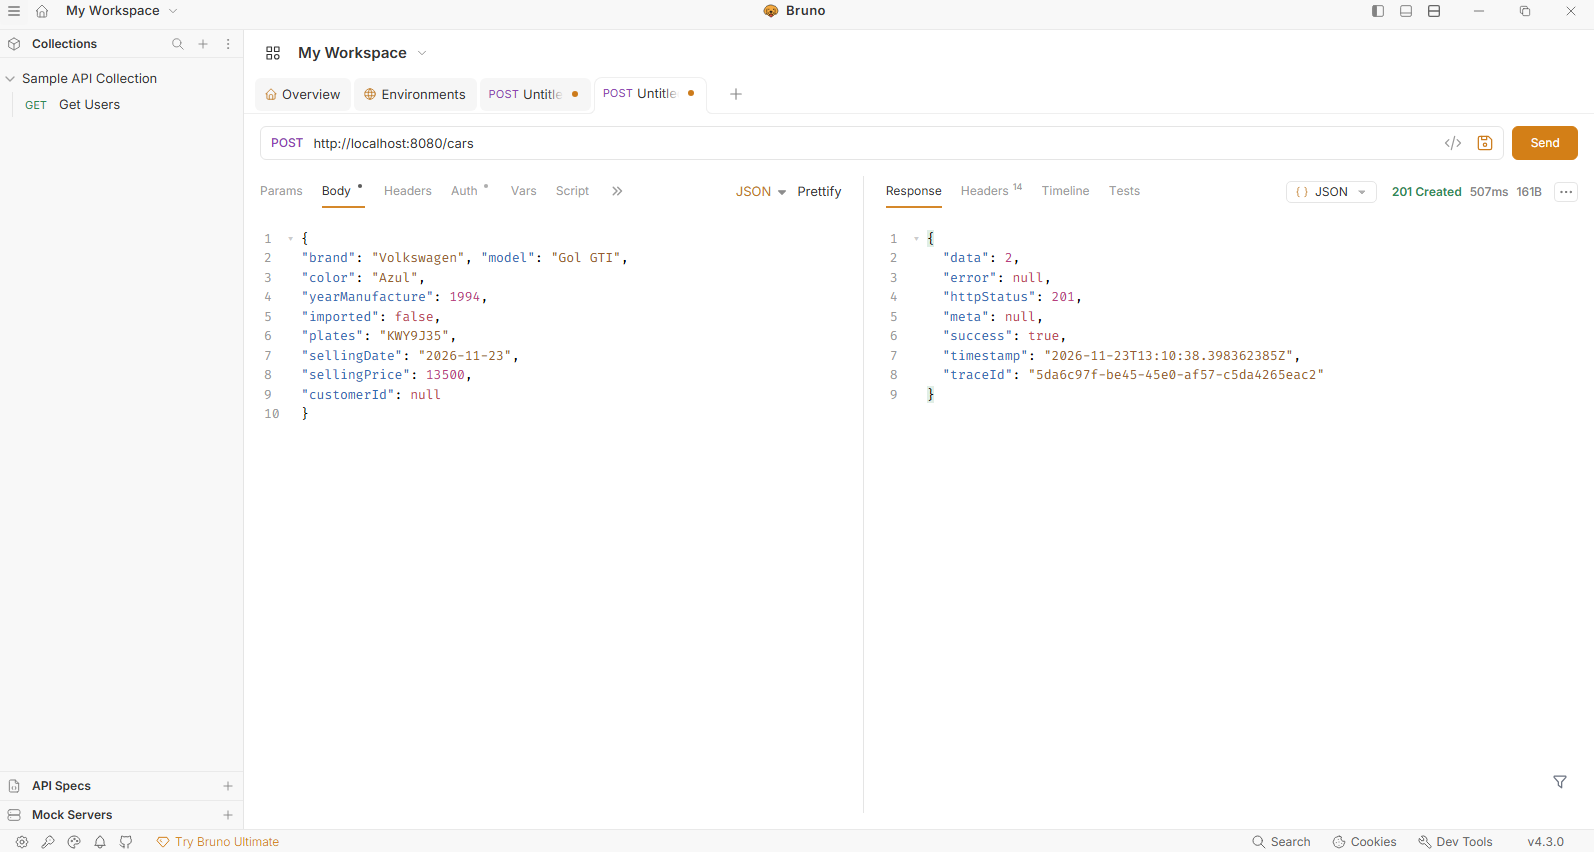 My Workspace
Bruno
Collections
Sample API Collection
GET Get Users
My Workspace
Overview
Environments
POST Untitle
POST Untitle
POST http://localhost:8080/cars
Send
Params Body Headers Auth Vars Script JSON Prettify
1 {
2 "brand": "Volkswagen", "model": "Gol GTI",
3 "color": "Azul",
4 "yearManufacture": 1994,
5 "imported": false,
6 "plates": "KWY9J35",
7 "sellingDate": "2026-11-23",
8 "sellingPrice": 13500,
9 "customerId": null
10 }
Response Headers 14 Timeline Tests { } JSON 201 Created 507ms 161B
1 {
2 "data": 2,
3 "error": null,
4 "httpStatus": 201,
5 "meta": null,
6 "success": true,
7 "timestamp": "2026-11-23T13:10:38.398362385Z",
8 "traceId": "5da6c97f-be45-45e0-af57-c5da4265eac2"
9 }
API Specs
Mock Servers
Try Bruno Ultimate
Search Cookies Dev Tools v4.3.0